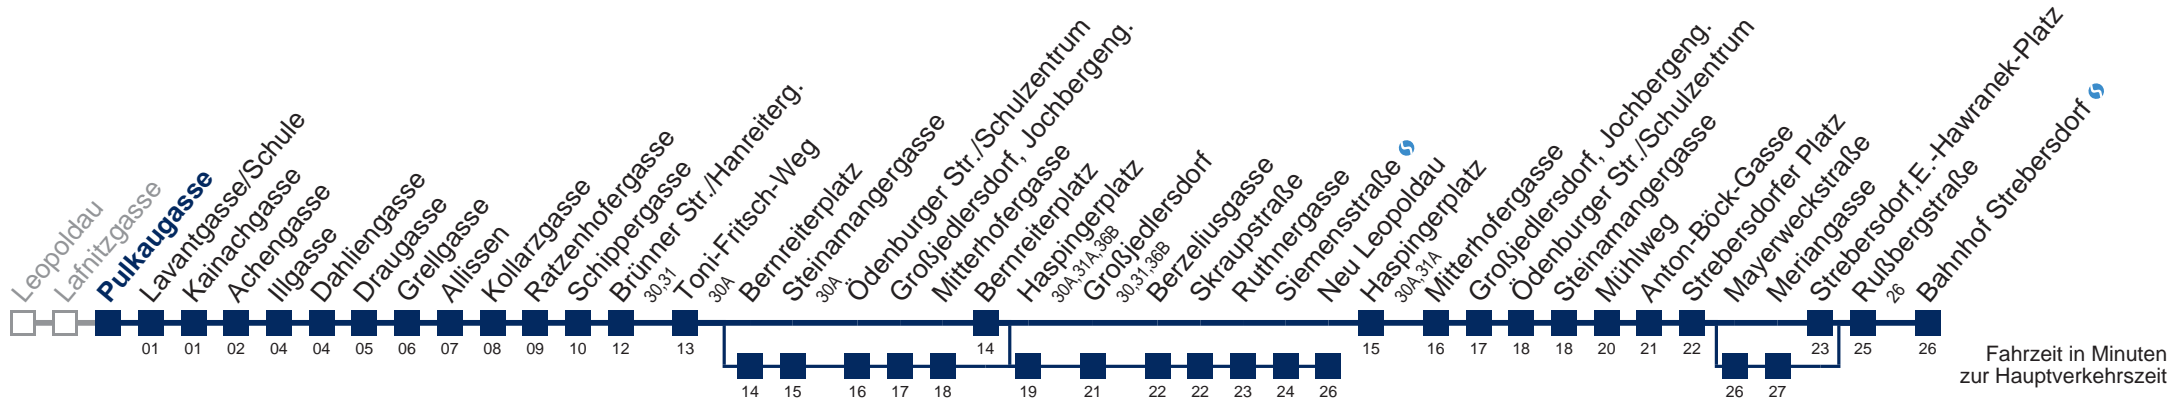 Leopoldau
Lafnitzgasse
Pulkaugasse
Lavantgasse/Schule
Kainachgasse
Achengasse
Illgasse
Dahliengasse
Draugasse
Grellgasse
Allissen
Kollarzgasse
Ratzenhofergasse
Schippergasse
Brünner Str./Hanreiterg.
30,31
Toni-Fritsch-Weg
30A
Bernreiterplatz
Steinamangergasse
30A
Ödenburger Str./Schulzentrum
Großjedlersdorf, Jochbergeng.
Mitterhofergasse
Bernreiterplatz
Haspingerplatz
30A,31A,36B
Großjedlersdorf
30,31,36B
Berzeliusgasse
Skraupstraße
Ruthnergasse
Siemensstraße
Neu Leopoldau
Haspingerplatz
30A,31A
Mitterhofergasse
Großjedlersdorf, Jochbergeng.
Ödenburger Str./Schulzentrum
Steinamangergasse
Mühlweg
Anton-Böck-Gasse
Strebersdorfer Platz
Mayerweckstraße
Meriangasse
Strebersdorf,E.-Hawranek-Platz
Rußbergstraße
26
Bahnhof Strebersdorf
01 01 02 04 04 05 06 07 08 09 10 12 13 14 15 16 17 18 18 20 21 22 23 25 26
14 15 16 17 18 19 21 22 22 23 24 26 26 27
Fahrzeit in Minuten
zur Hauptverkehrszeit